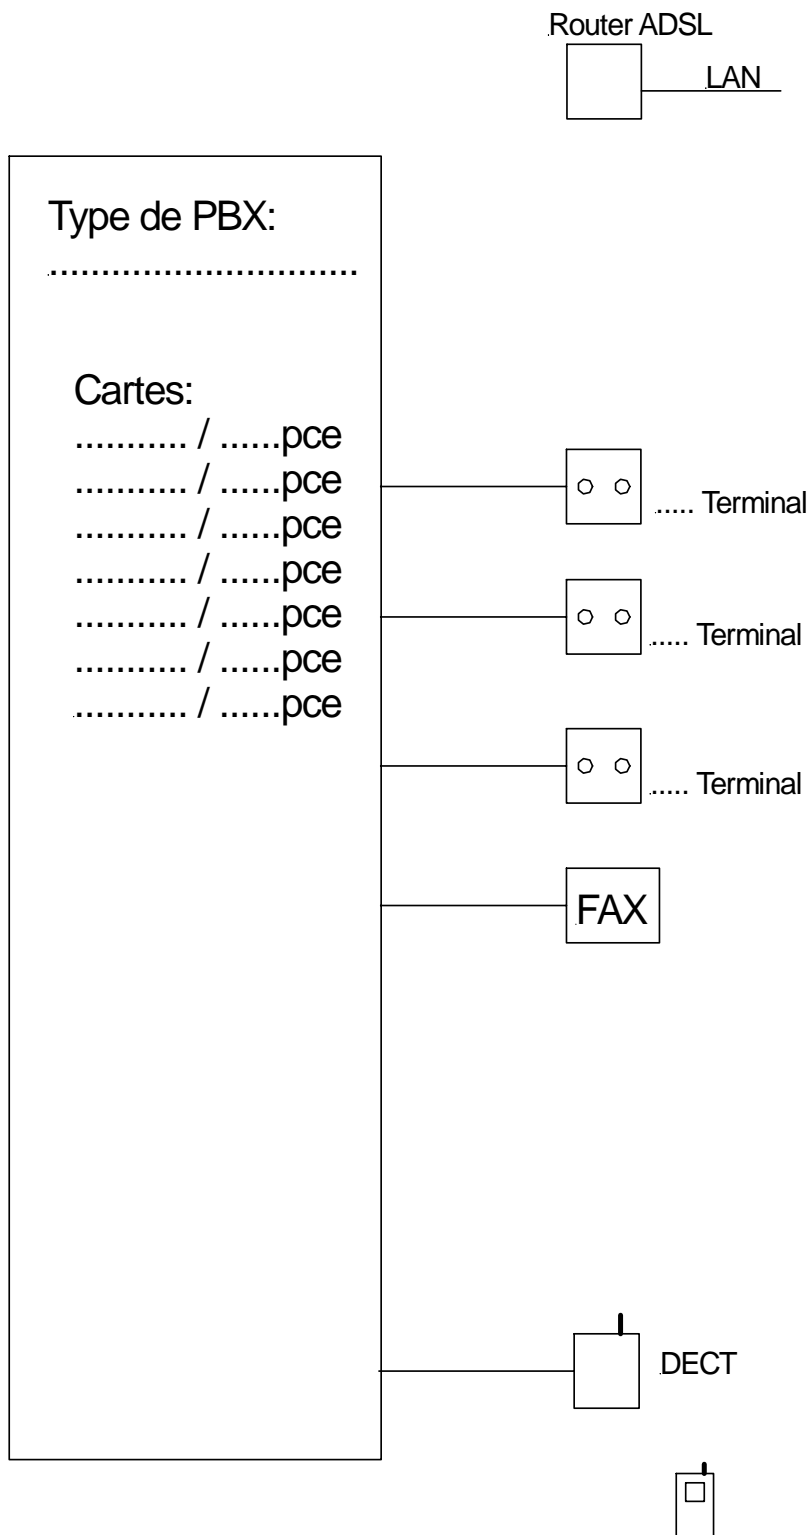 Router ADSL
LAN
Type de PBX:
..............................
Cartes:
........... / ......pce
........... / ......pce
........... / ......pce
........... / ......pce
........... / ......pce
........... / ......pce
........... / ......pce
..... Terminal
..... Terminal
..... Terminal
FAX
DECT